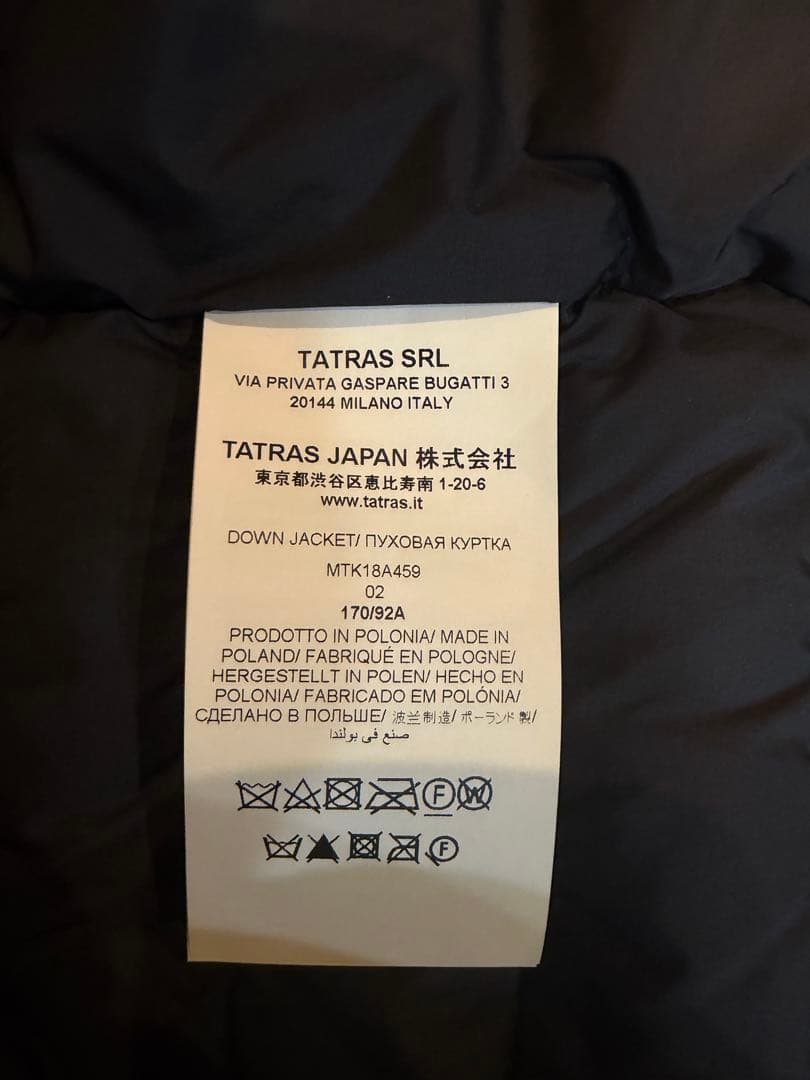 TATRAS SRL
VIA PRIVATA GASPARE BUGATTI 3
20144 MILANO ITALY
TATRAS JAPAN 株式会社
東京都渋谷区恵比寿南 1-20-6
www.tatras.it
DOWN JACKET/ ПУХОВАЯ КУРТКА
MTK18A459
02
170/92A
PRODOTTO IN POLONIA/ MADE IN
POLAND/ FABRIQUÉ EN POLOGNE/
HERGESTELLT IN POLEN/ HECHO EN
POLONIA/ FABRICADO EM POLÓNIA/
СДЕЛАНО В ПОЛЬШЕ/ 波兰制造/ ポーランド製/
صنع في بولندا
F W
F